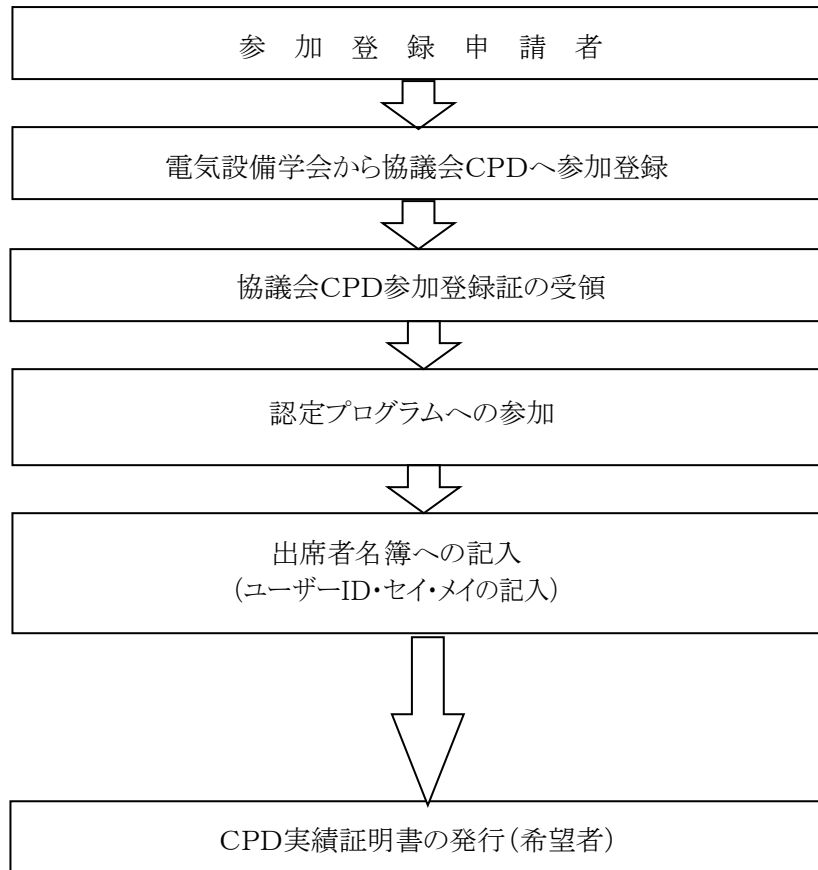 参 加 登 録 申 請 者
電気設備学会から協議会CPDへ参加登録
協議会CPD参加登録証の受領
認定プログラムへの参加
出席者名簿への記入
(ユーザーID・セイ・メイの記入)
CPD実績証明書の発行(希望者)